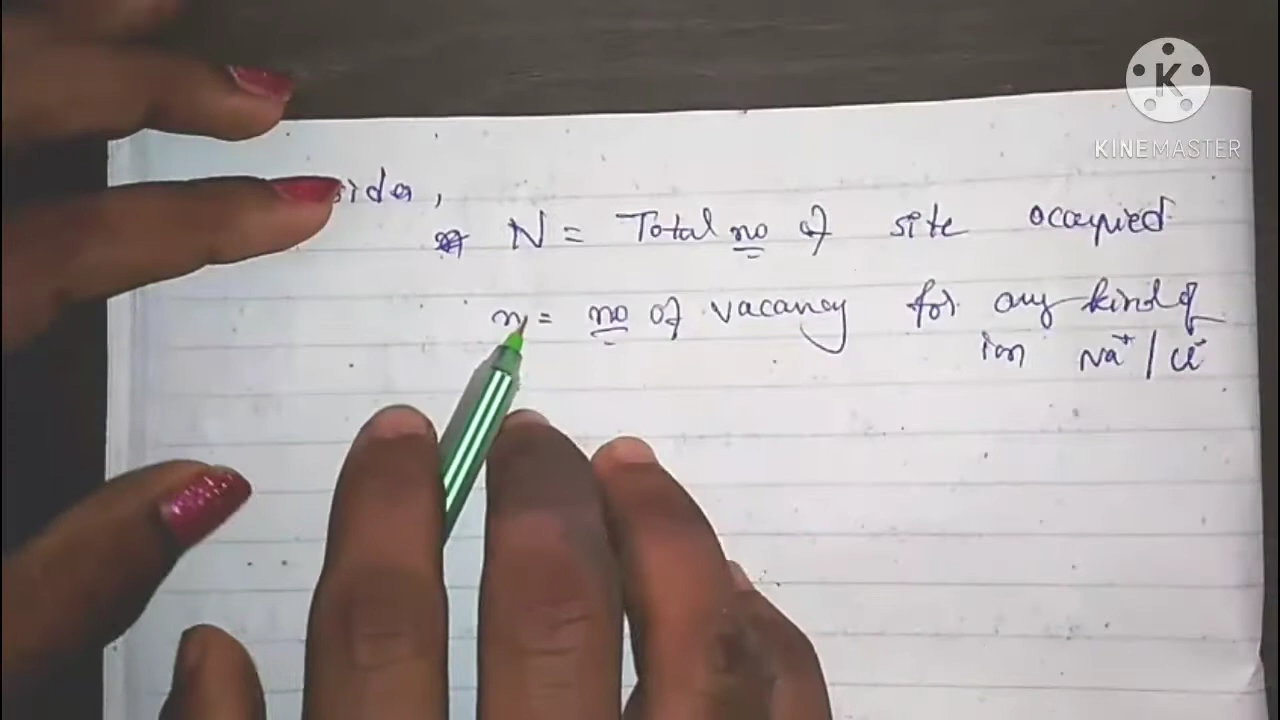 sider,
N = Total no of site occupied
n = no of vacancy for any kind of
ion Na⁺ / Cl⁻
K
KINEMASTER